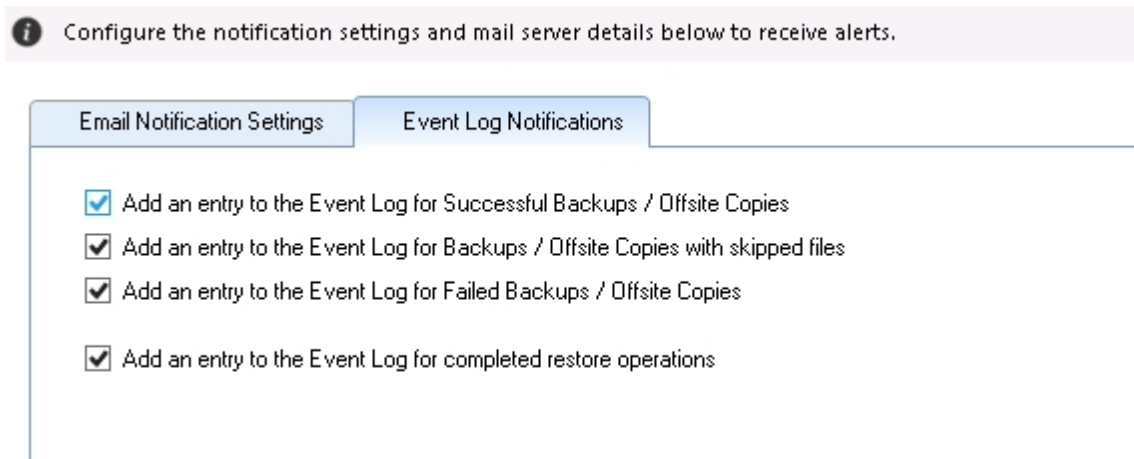 Configure the notification settings and mail server details below to receive alerts.
Email Notification Settings
Event Log Notifications
Add an entry to the Event Log for Successful Backups / Offsite Copies
Add an entry to the Event Log for Backups / Offsite Copies with skipped files
Add an entry to the Event Log for Failed Backups / Offsite Copies
Add an entry to the Event Log for completed restore operations